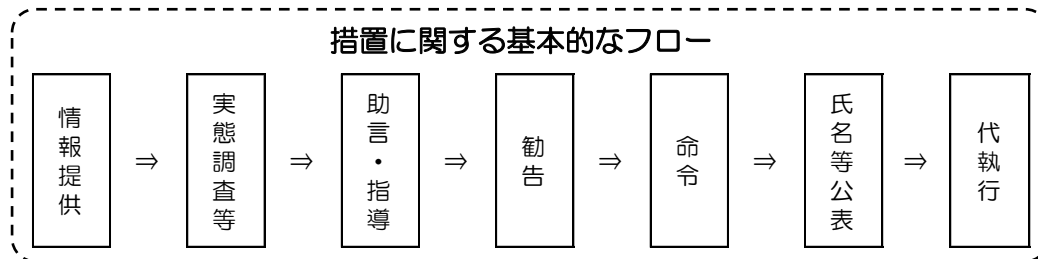 措置に関する基本的なフロー
情報提供
⇒
実態調査等
⇒
助言・指導
⇒
勧告
⇒
命令
⇒
氏名等公表
⇒
代執行